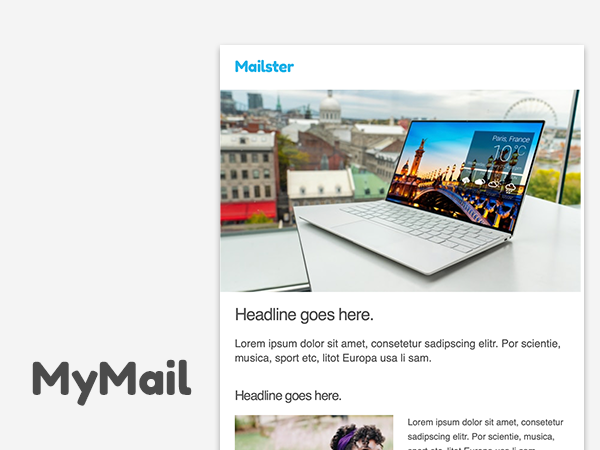 Mailster
Paris, France
10°C
Headline goes here.
Lorem ipsum dolor sit amet, consetetur sadipscing elitr. Por scientie,
musica, sport etc, litot Europa usa li sam.
MyMail
Headline goes here.
Lorem ipsum dolor sit amet, consetetur
sadipscing elitr. Por scientie, musica,
sport etc, litot Europa usa li sam.